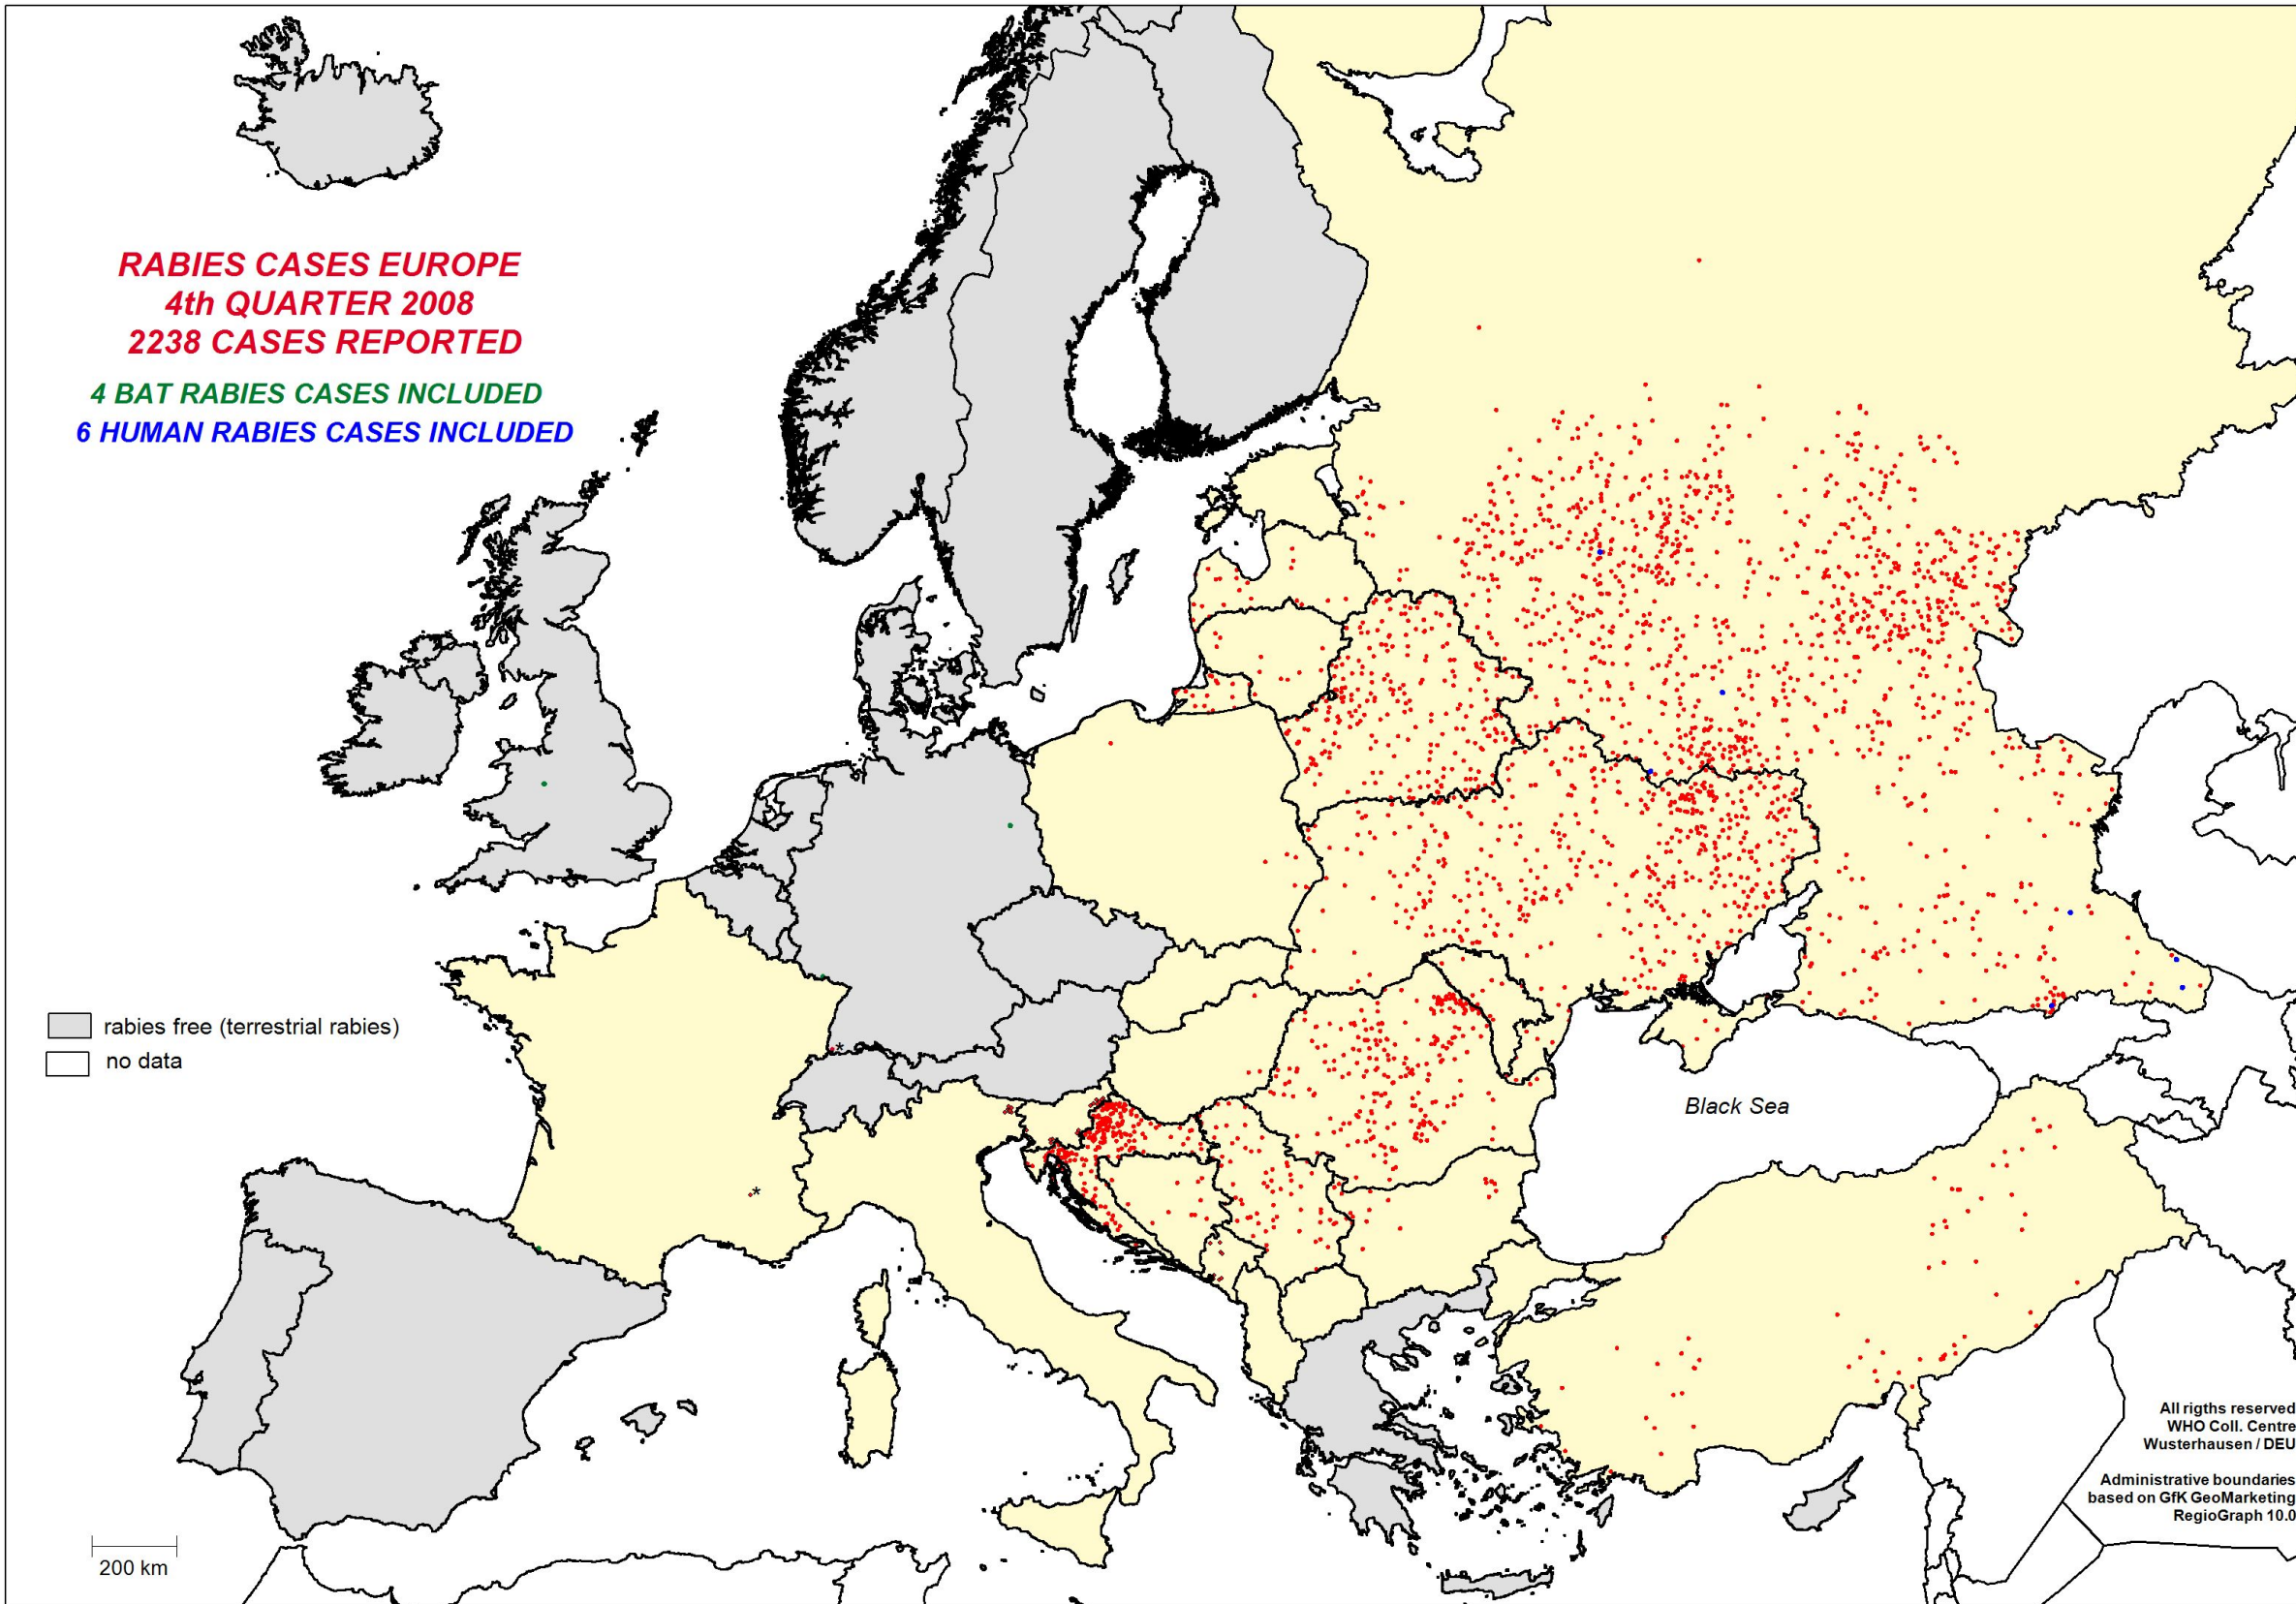 RABIES CASES EUROPE
4th QUARTER 2008
2238 CASES REPORTED
4 BAT RABIES CASES INCLUDED
6 HUMAN RABIES CASES INCLUDED
rabies free (terrestrial rabies)
no data
*
*
Black Sea
200 km
All rigths reserved
WHO Coll. Centre
Wusterhausen / DEU
Administrative boundaries
based on GfK GeoMarketing
RegioGraph 10.0